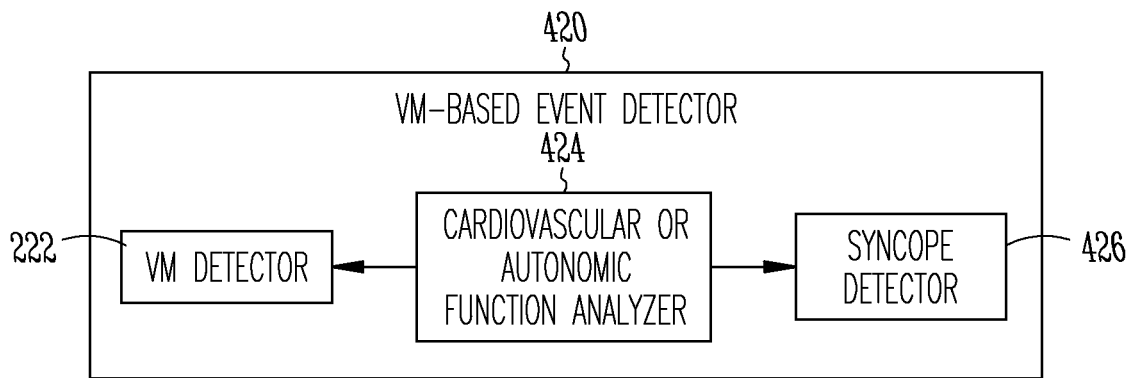 420
VM-BASED EVENT DETECTOR
424
222
VM DETECTOR
CARDIOVASCULAR OR
AUTONOMIC
FUNCTION ANALYZER
SYNCOPE
DETECTOR
426